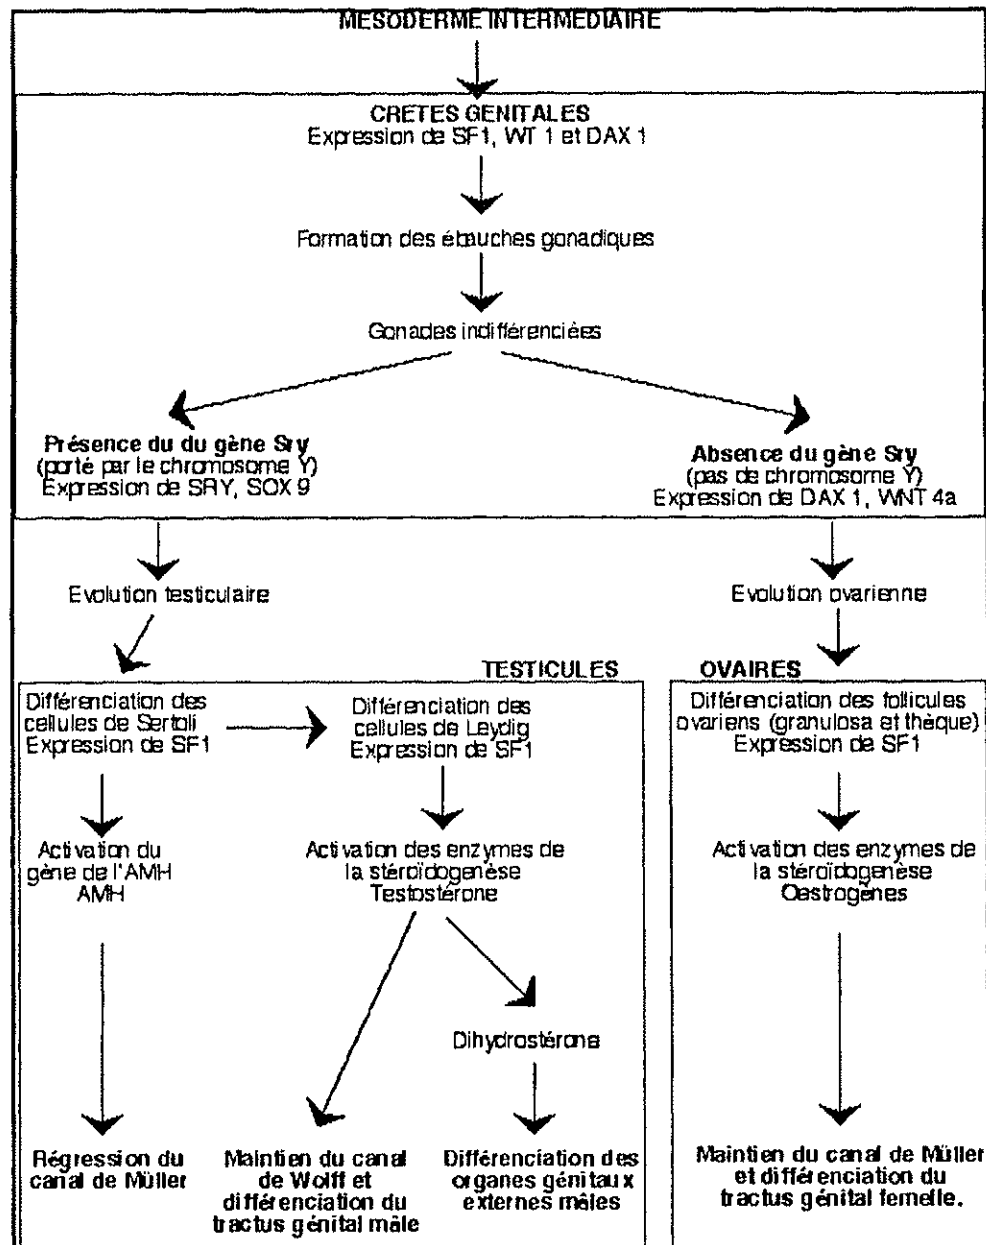 MESODERME INTERMEDIAIRE
CRETES GENITALES
Expression de SF1, WT 1 et DAX 1
Formation des ébauches gonadiques
Gonades indifférenciées
Présence du du gène Sry
(porté par le chromosome Y)
Expression de SRY, SOX 9
Absence du gène Sry
(pas de chromosome Y)
Expression de DAX 1, WNT 4a
Evolution testiculaire
Evolution ovarienne
TESTICULES
Différenciation des
cellules de Sertoli
Expression de SF1
Différenciation des
cellules de Leydig
Expression de SF1
Activation du
gène de l'AMH
AMH
Activation des enzymes de
la stéroïdogenèse
Testostérone
Dihydrostérone
Régression du
canal de Müller
Maintien du canal
de Wolff et
différenciation du
tractus génital mâle
Différenciation des
organes génitaux
externes mâles
OVAIRES
Différenciation des follicules
ovariens (granulosa et thèque)
Expression de SF1
Activation des enzymes de
la stéroïdogenèse
Oestrogènes
Maintien du canal de Müller
et différenciation du
tractus génital femelle.